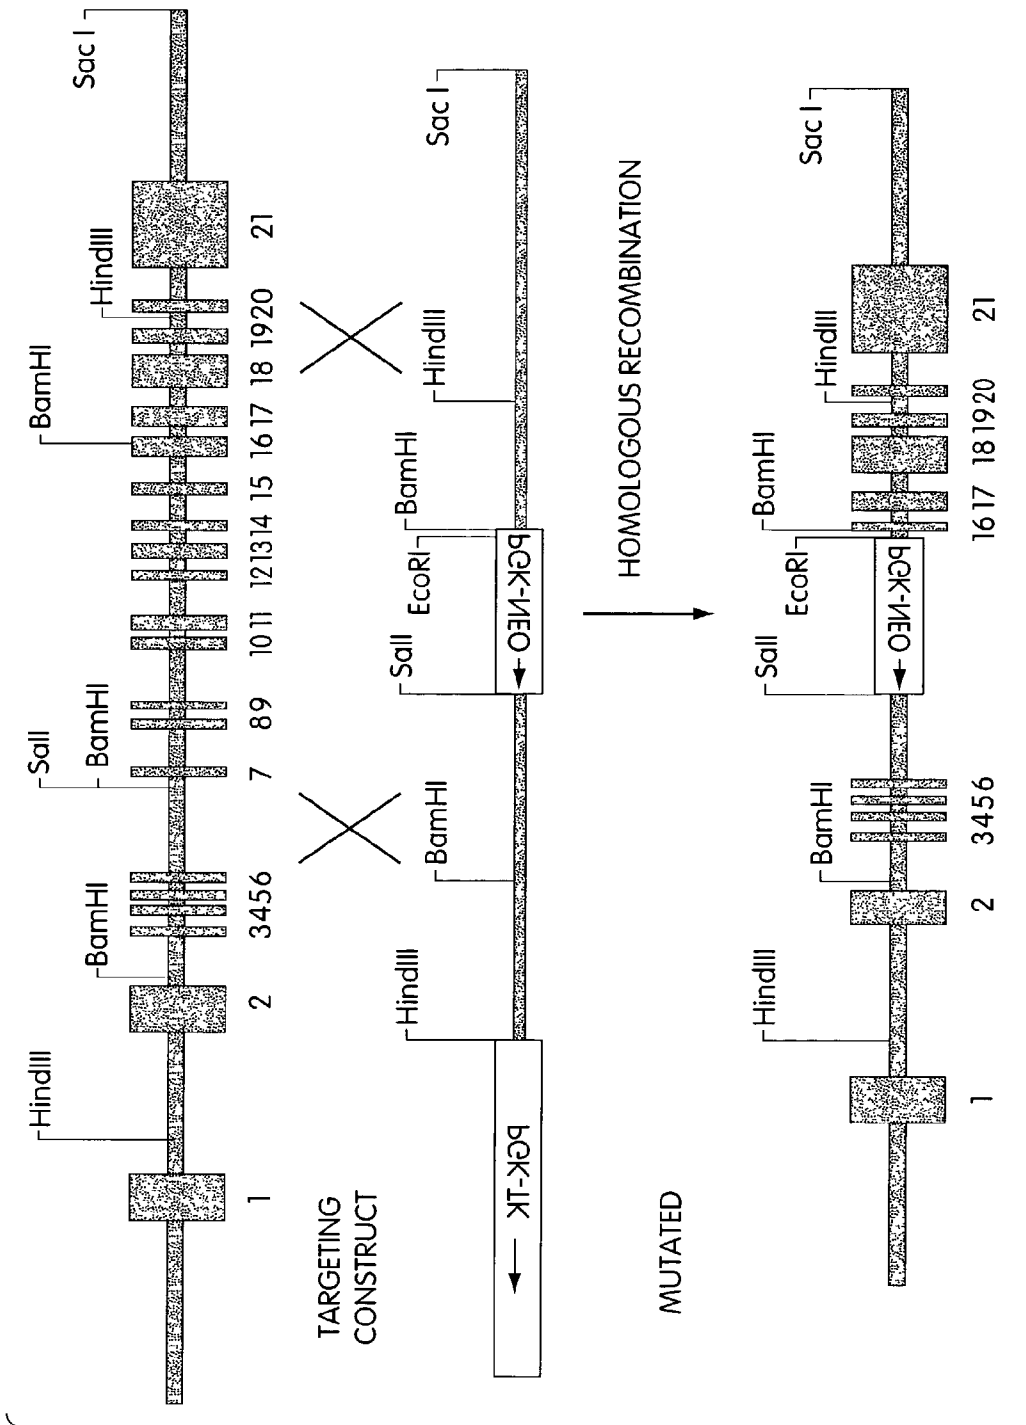 BamHI
SalI
HindIII
Sac I
HindIII
BamHI
BamHI
1 2 3456 7 89 1011 121314 15 1617 18 1920 21
TARGETING
CONSTRUCT
HindIII
BamHI
SalI
EcoRI
BamHI
HindIII
Sac I
PGK-TK
PGK-NEO
MUTATED
HOMOLOGOUS RECOMBINATION
HindIII
BamHI
SalI
EcoRI
BamHI
HindIII
Sac I
PGK-NEO
1 2 3456 1617 181920 21